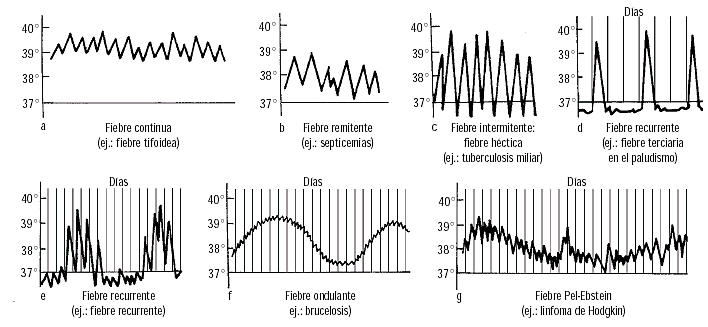 Días
40°
39°
38°
37°
a
Fiebre continua
(ej.: fiebre tifoidea)
40°
39°
38°
37°
b
Fiebre remitente
(ej.: septicemias)
40°
39°
38°
37°
c
Fiebre intermitente:
fiebre héctica
(ej.: tuberculosis miliar)
40°
39°
38°
37°
d
Fiebre recurrente
(ej.: fiebre terciaria
en el paludismo)
Días
40°
39°
38°
37°
e
Fiebre recurrente
(ej.: fiebre recurrente)
Días
40°
39°
38°
37°
f
Fiebre ondulante
(ej.: brucelosis)
Días
40°
39°
38°
37°
g
Fiebre Pel-Ebstein
(ej.: linfoma de Hodgkin)